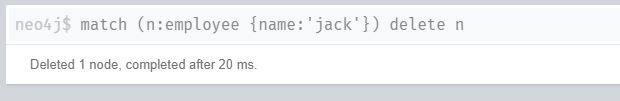 neo4j$ match (n:employee {name:'jack'}) delete n
Deleted 1 node, completed after 20 ms.